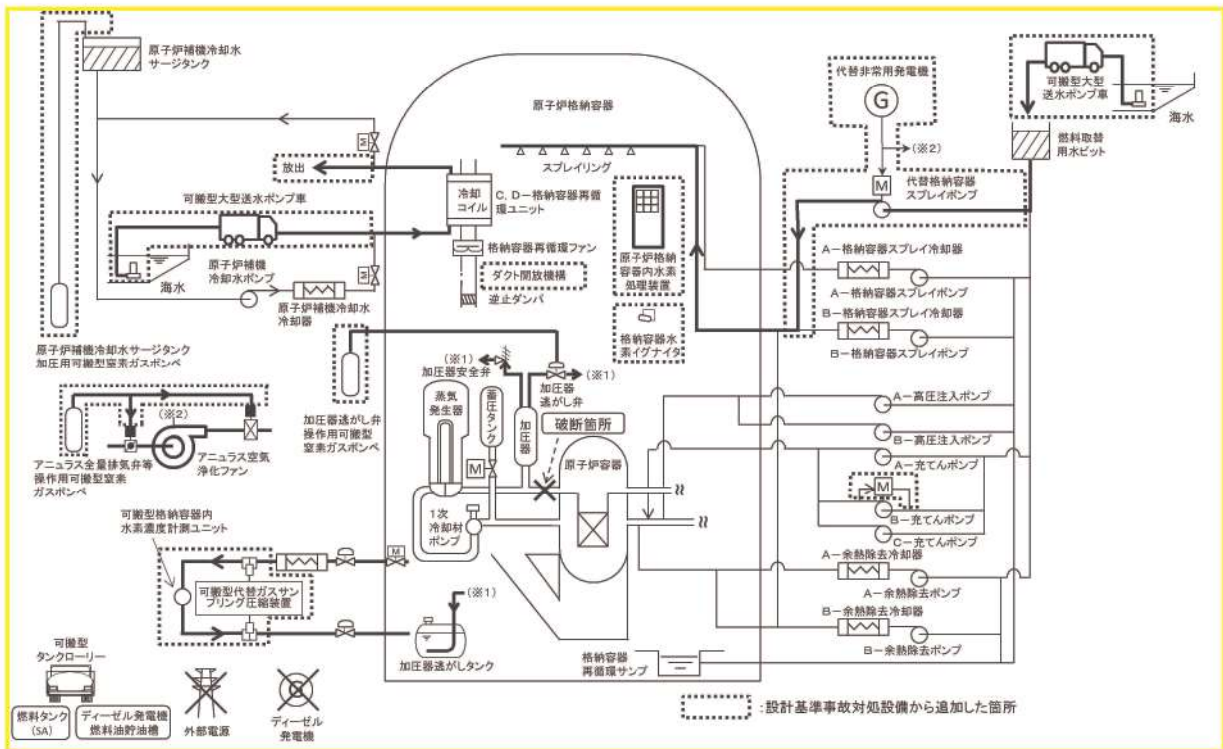 原子炉補機冷却水
サージタンク
原子炉格納容器
代替非常用発電機
G
(※2)
M
可搬型大型
送水ポンプ車
海水
燃料取替
用水ピット
M
放出
スプレイリング
代替格納容器
スプレイポンプ
可搬型大型送水ポンプ車
冷却
コイル
C,D-格納容器再循
環ユニット
格納容器再循環ファン
ダクト開放機構
逆止ダンパ
原子炉格納
容器内水素
処理装置
格納容器水
素イグナイタ
A-格納容器スプレイ冷却器
A-格納容器スプレイポンプ
B-格納容器スプレイ冷却器
B-格納容器スプレイポンプ
海水
原子炉補機
冷却水ポンプ
M
原子炉補機冷却水
冷却器
原子炉補機冷却水サージタンク
加圧用可搬型窒素ガスボンベ
(※1)
加圧器安全弁
(※1)
加圧器
逃がし弁
蒸気
発生器
蓄圧タンク
加圧器
破断箇所
原子炉容器
M
1次
冷却材
ポンプ
加圧器逃がし弁
操作用可搬型
窒素ガスボンベ
(※2)
アニュラス空気
浄化ファン
アニュラス全量排気弁等
操作用可搬型窒素
ガスボンベ
A-高圧注入ポンプ
B-高圧注入ポンプ
A-充てんポンプ
M
B-充てんポンプ
C-充てんポンプ
A-余熱除去冷却器
A-余熱除去ポンプ
B-余熱除去冷却器
B-余熱除去ポンプ
可搬型格納容器内
水素濃度計測ユニット
M
可搬型代替ガスサン
プリング圧縮装置
(※1)
加圧器逃がしタンク
格納容器
再循環サンプ
可搬型
タンクローリー
燃料タンク
(SA)
ディーゼル発電機
燃料油貯油槽
外部電源
ディーゼル
発電機
:設計基準事故対処設備から追加した箇所